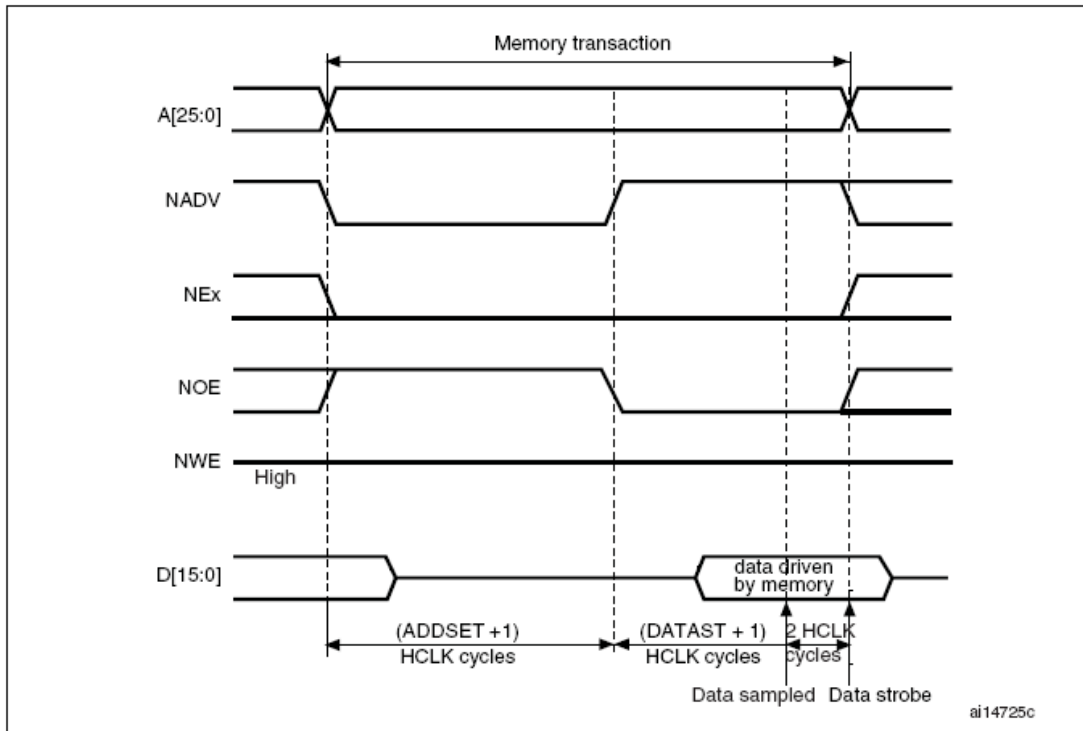 Memory transaction
A[25:0]
NADV
NEx
NOE
NWE
High
D[15:0]
data driven
by memory
(ADDSET +1)
HCLK cycles
(DATAST + 1)
HCLK cycles
2 HCLK
cycles
Data sampled
Data strobe
ai14725c